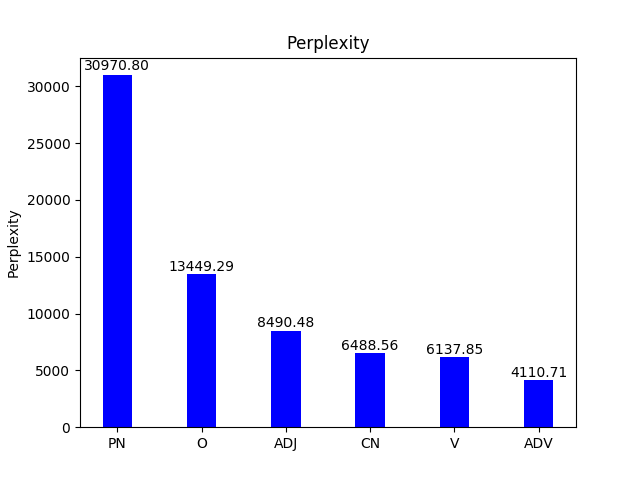 Perplexity
Perplexity
30000
25000
20000
15000
10000
5000
0
30970.80
13449.29
8490.48
6488.56
6137.85
4110.71
PN
O
ADJ
CN
V
ADV